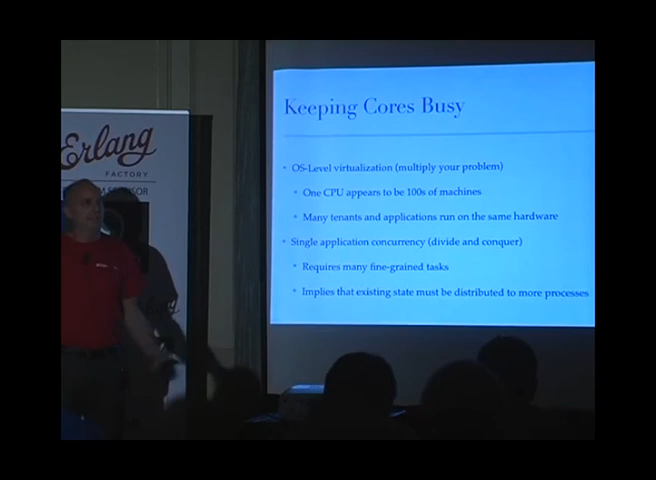 Erlang
FACTORY
SPONSOR
Keeping Cores Busy
OS-Level virtualization (multiply your problem)
One CPU appears to be 100s of machines
Many tenants and applications run on the same hardware
Single application concurrency (divide and conquer)
Requires many fine-grained tasks
Implies that existing state must be distributed to more processes